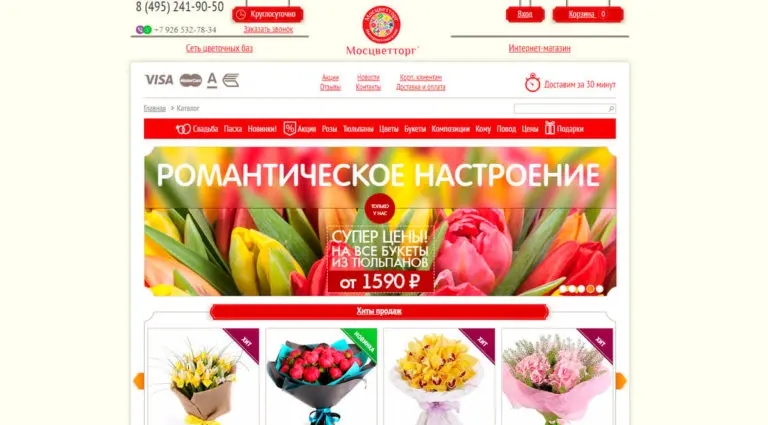 8 (495) 241-90-50
Круглосуточно
Мосцветторг
Вход
Корзина 0
+7 926 532-78-34
Заказать звонок
Мосцветторг
Сеть цветочных баз
Интернет-магазин
VISA
MasterCard
Акции
Новости
Корп. клиентам
Отзывы
Контакты
Доставка и оплата
Доставим за 30 минут
Главная > Каталог
Свадьба Пасха Новинки! % Акция Розы Тюльпаны Цветы Букеты Композиции Кому Повод Цены Подарки
РОМАНТИЧЕСКОЕ НАСТРОЕНИЕ
ТОЛЬКО
У НАС
СУПЕР ЦЕНЫ!
НА ВСЕ БУКЕТЫ
ИЗ ТЮЛЬПАНОВ
от 1590 ₽
Хиты продаж
ХИТ
НОВИНКА
ХИТ
ХИТ